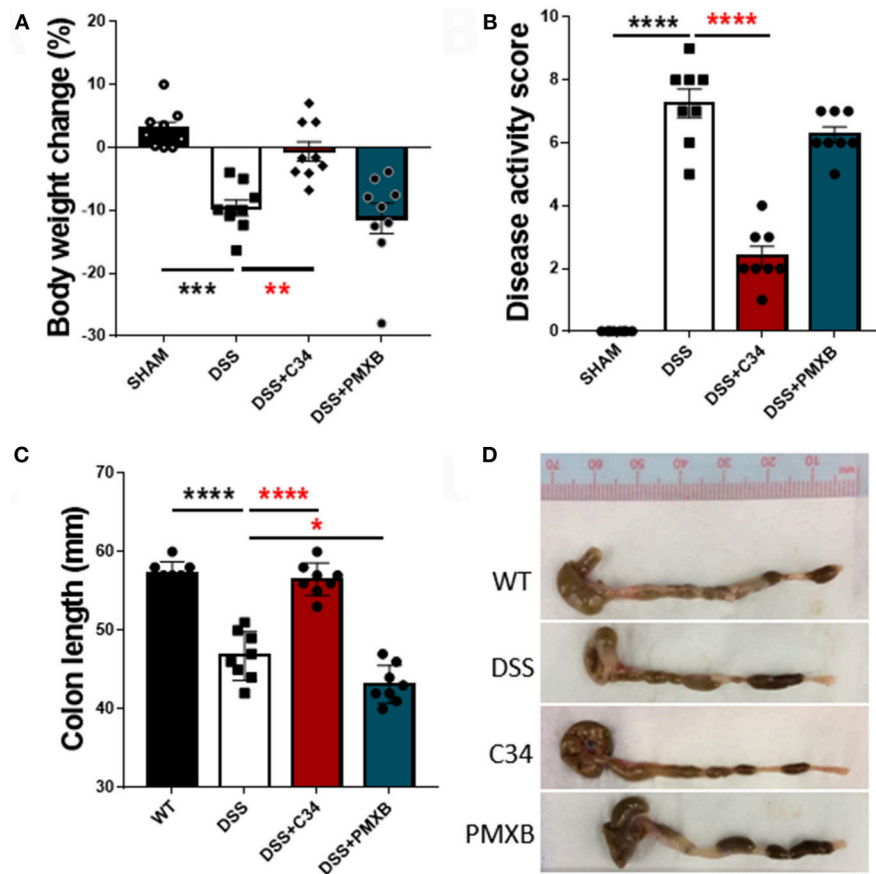 A
Body weight change (%)
20
10
0
-10
-20
-30
***
**
SHAM
DSS
DSS+C34
DSS+PMXB
B
Disease activity score
10
8
6
4
2
0
****
****
SHAM
DSS
DSS+C34
DSS+PMXB
C
Colon length (mm)
70
60
50
40
30
****
****
*
WT
DSS
DSS+C34
DSS+PMXB
D
70 60 50 40 30 20 10
WT
DSS
C34
PMXB